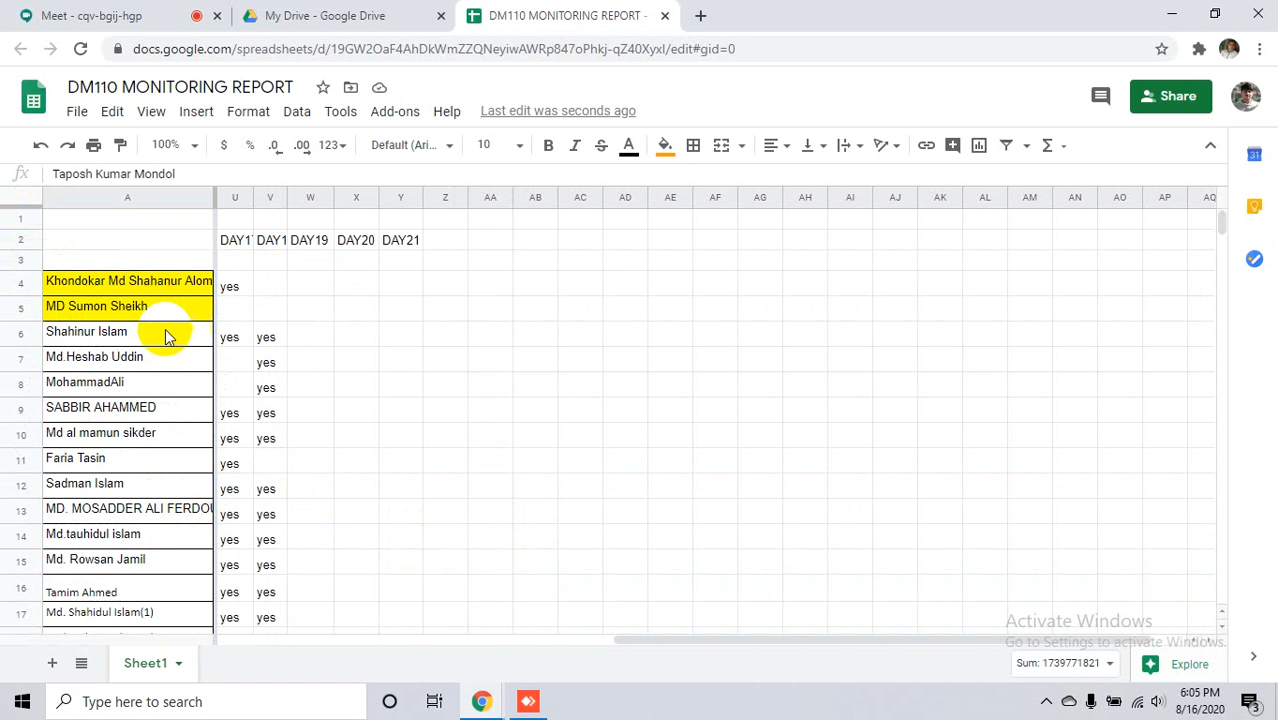 Meet - cqv-bgij-hgp
My Drive - Google Drive
DM110 MONITORING REPORT -
docs.google.com/spreadsheets/d/19GW2OaF4AhDkWmZZQNeyiwAWRp847oPhkj-qZ40Xyxl/edit#gid=0
DM110 MONITORING REPORT
File Edit View Insert Format Data Tools Add-ons Help Last edit was seconds ago
Share
100% $ % .0 .00 123 Default (Ari... 10 B I S A
fx Taposh Kumar Mondol
A U V W X Y Z AA AB AC AD AE AF AG AH AI AJ AK AL AM AN AO AP AQ
1
2 DAY1 DAY1 DAY19 DAY20 DAY21
3
4 Khondokar Md Shahanur Alom yes
5 MD Sumon Sheikh
6 Shahinur Islam yes yes
7 Md.Heshab Uddin yes
8 MohammadAli yes
9 SABBIR AHAMMED yes yes
10 Md al mamun sikder yes yes
11 Faria Tasin yes
12 Sadman Islam yes yes
13 MD. MOSADDER ALI FERDOU yes yes
14 Md.tauhidul islam yes yes
15 Md. Rowsan Jamil yes yes
16 Tamim Ahmed yes yes
17 Md. Shahidul Islam(1) yes yes
Activate Windows
Go to Settings to activate Windows.
Sheet1
Sum: 1739771821
Explore
31
Type here to search
6:05 PM
8/16/2020
3